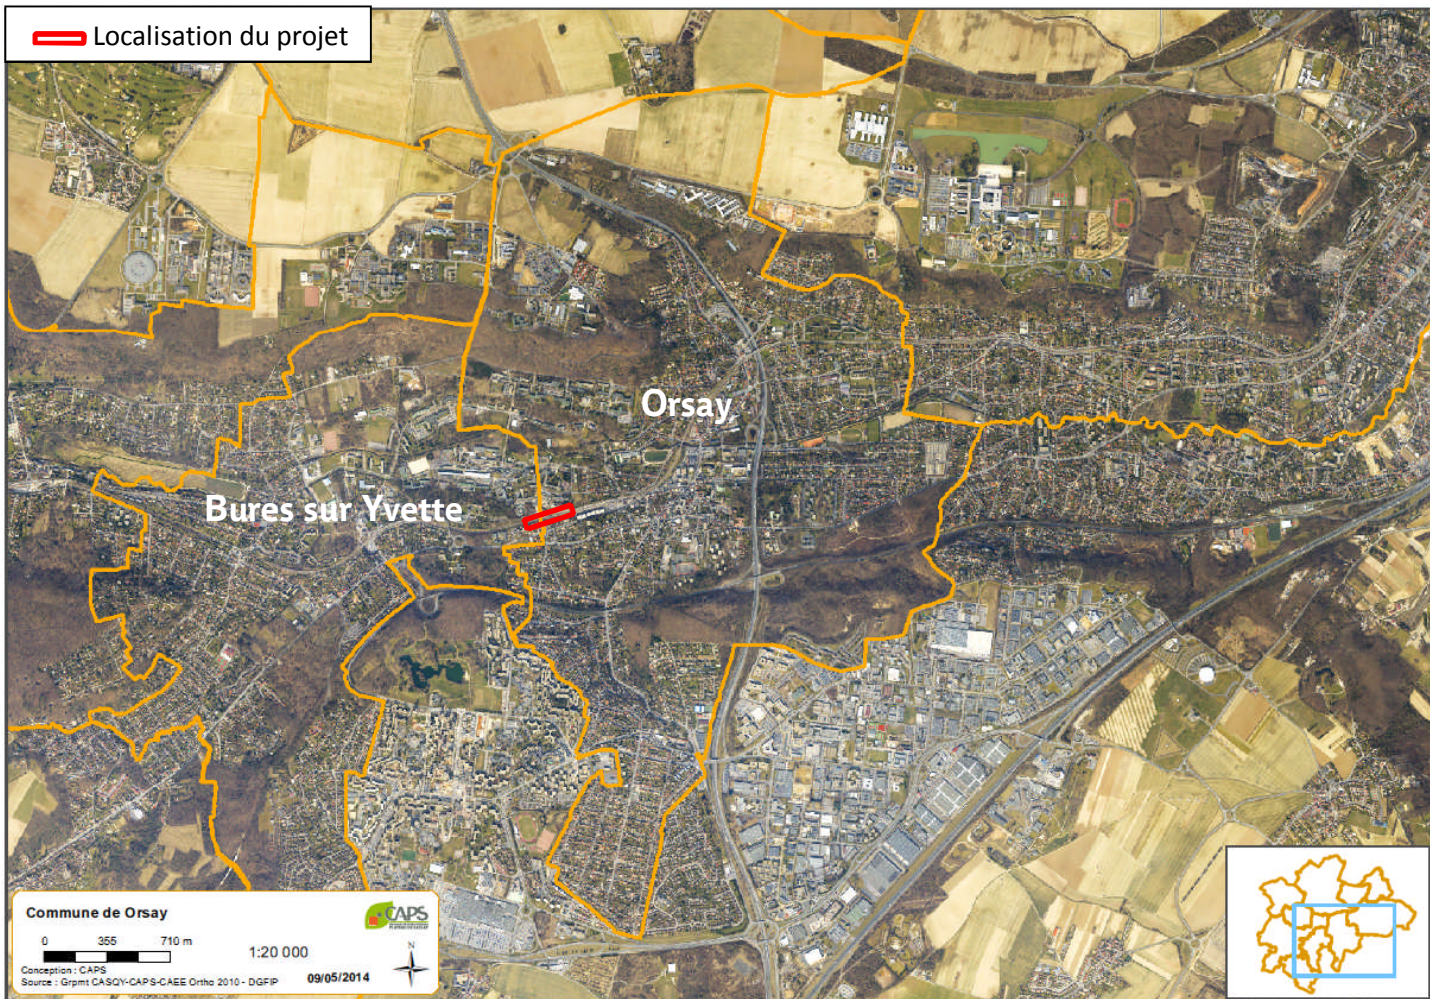 Localisation du projet
Orsay
Bures sur Yvette
Commune de Orsay
CAPS
0 355 710 m
1:20 000
N
Conception : CAPS
Source : Grpmt CASQY-CAPS-CAEE Ortho 2010 - DGFIP
09/05/2014